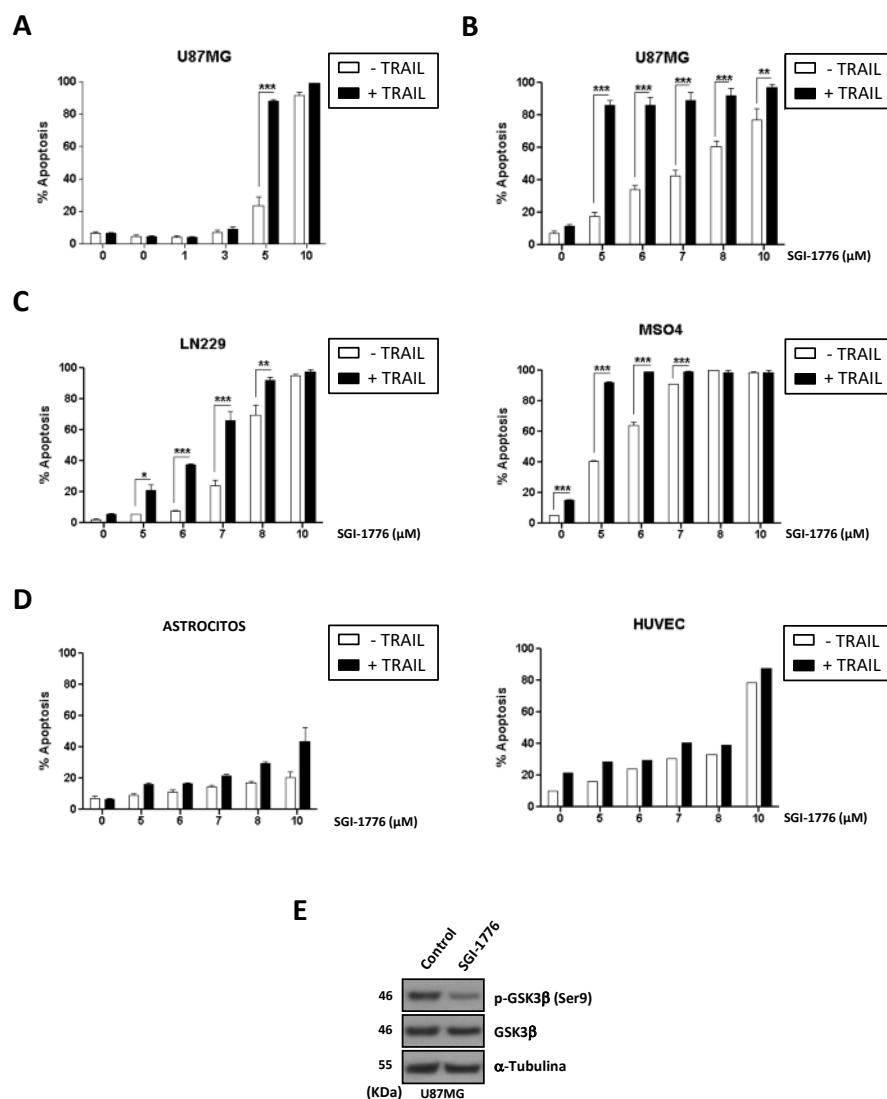 A
U87MG
- TRAIL
+ TRAIL
% Apoptosis
100
80
60
40
20
0
***
0 0 1 3 5 10
B
U87MG
- TRAIL
+ TRAIL
% Apoptosis
100
80
60
40
20
0
*** *** *** *** **
0 5 6 7 8 10 SGI-1776 (µM)
C
LN229
- TRAIL
+ TRAIL
% Apoptosis
100
80
60
40
20
0
* *** *** **
0 5 6 7 8 10 SGI-1776 (µM)
MSO4
- TRAIL
+ TRAIL
% Apoptosis
100
80
60
40
20
0
*** *** *** ***
0 5 6 7 8 10 SGI-1776 (µM)
D
ASTROCITOS
- TRAIL
+ TRAIL
% Apoptosis
100
80
60
40
20
0
0 5 6 7 8 10 SGI-1776 (µM)
HUVEC
- TRAIL
+ TRAIL
% Apoptosis
100
80
60
40
20
0
0 5 6 7 8 10 SGI-1776 (µM)
E
Control SGI-1776
46 p-GSK3β (Ser9)
46 GSK3β
55 α-Tubulina
(KDa) U87MG